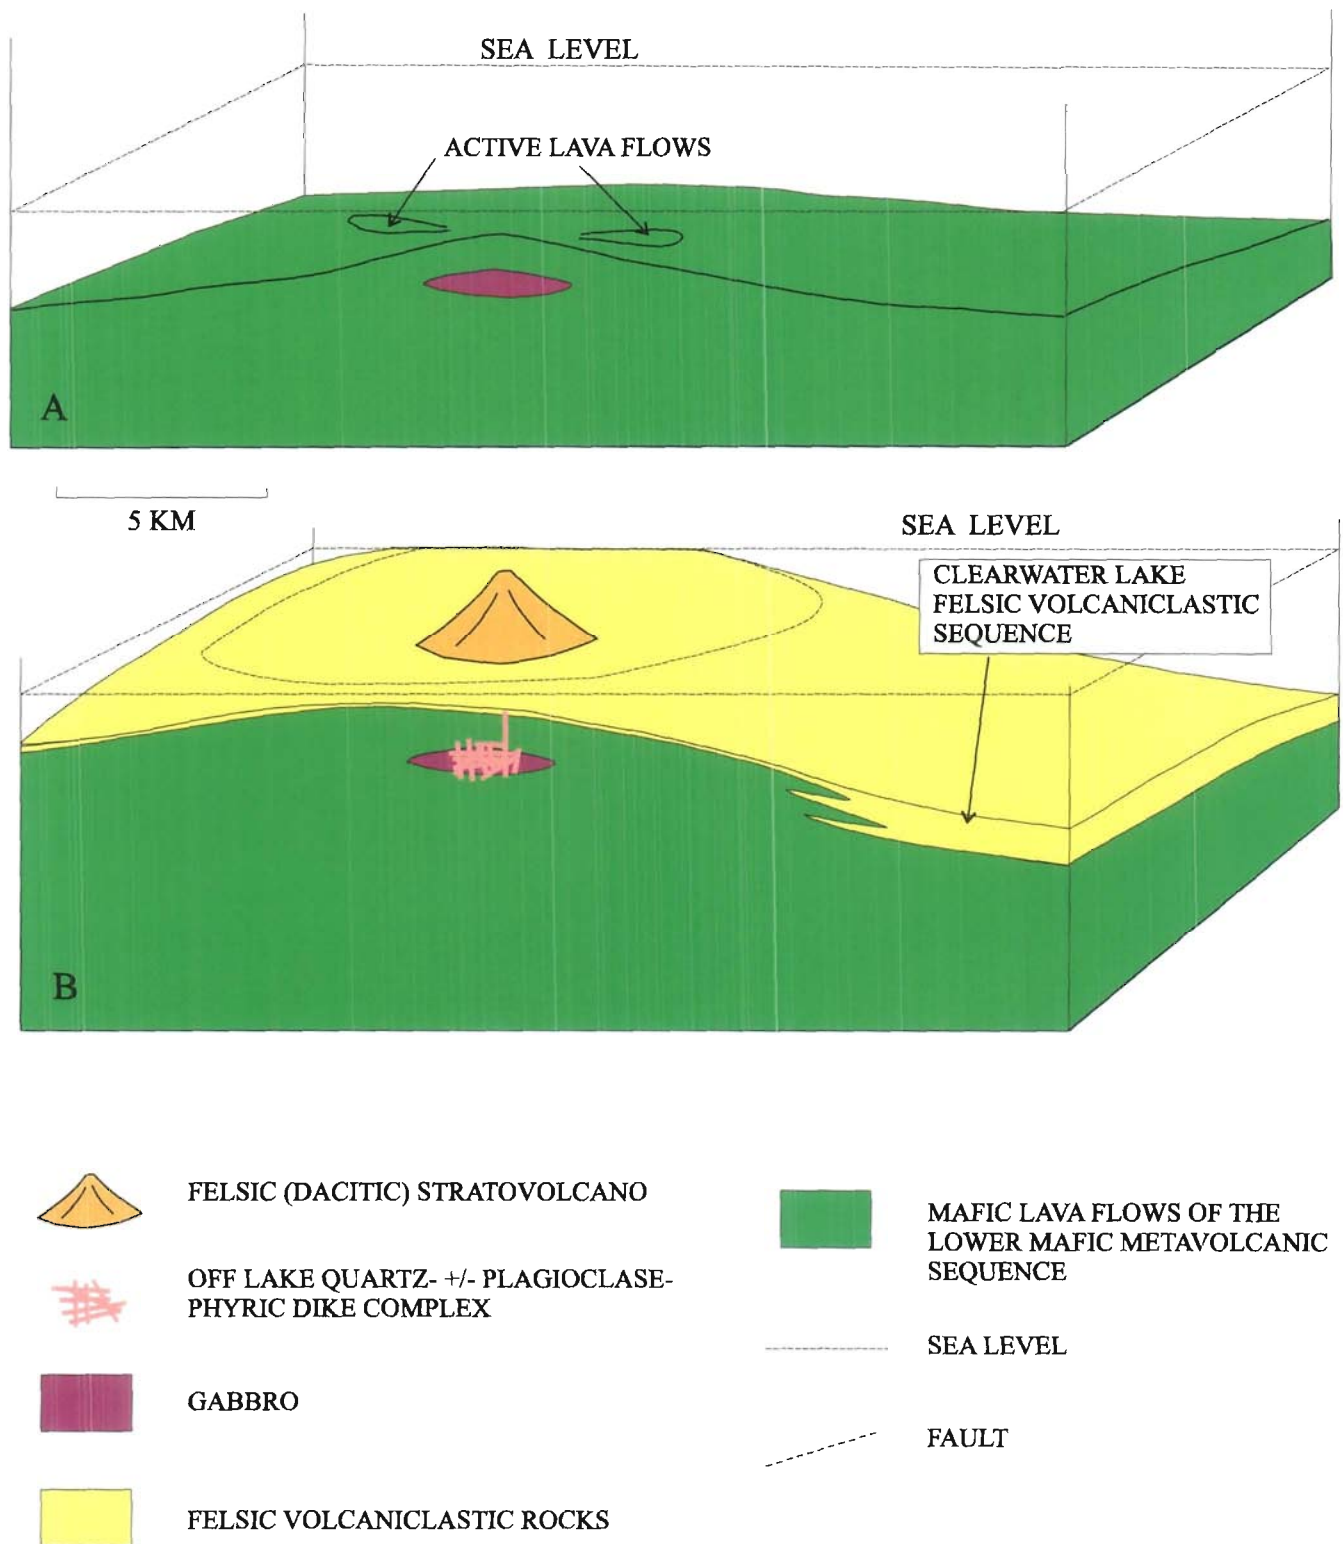 SEA LEVEL
ACTIVE LAVA FLOWS
A
5 KM
SEA LEVEL
CLEARWATER LAKE
FELSIC VOLCANICLASTIC
SEQUENCE
B
FELSIC (DACITIC) STRATOVOLCANO
OFF LAKE QUARTZ- +/- PLAGIOCLASE-
PHYRIC DIKE COMPLEX
GABBRO
FELSIC VOLCANICLASTIC ROCKS
MAFIC LAVA FLOWS OF THE
LOWER MAFIC METAVOLCANIC
SEQUENCE
SEA LEVEL
FAULT